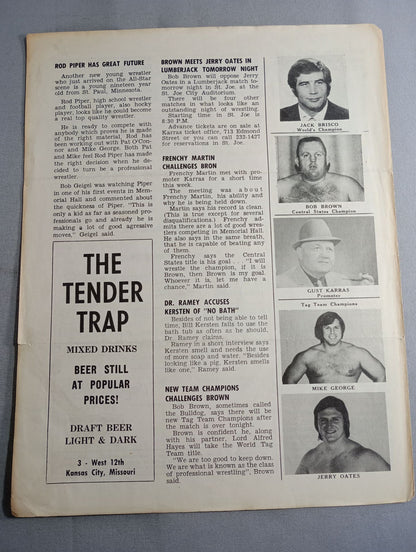 ROD PIPER HAS GREAT FUTURE
Another new young wrestler
who just arrived on the All-Star
scene is a young nineteen year
old from St. Paul, Minnesota.
Rod Piper, high school wrestler
and football player, also hocky
player, looks like he could become
a real top quality wrestler.
He is ready to compete with
anybody which proves he is made
of the right material, Rod has
been working out with Pat O'Con-
nor and Mike George. Both Pat
and Mike feel Rod Piper has made
the right decision when he de-
cided to turn be a professional
wrestler.
Bob Geigel was watching Piper
in one of his first events in Memor-
ial Hall and commented about
the quickness of Piper. "This is
only a kid as far as seasoned profes-
sionals go and already he is
making a lot of good agressive
moves," Geigel said.
THE
TENDER
TRAP
MIXED DRINKS
BEER STILL
AT POPULAR
PRICES!
DRAFT BEER
LIGHT & DARK
3 - West 12th
Kansas City, Missouri
BROWN MEETS JERRY OATES IN
LUMBERJACK TOMORROW NIGHT
Bob Brown will oppose Jerry
Oates in a Lumberjack match to-
morrow night in St. Joe at the
St. Joe City Auditorium.
There will be four other
matches in what looks like an
outstanding night of wrestling.
Starting time in St. Joe is
8:30 P.M.
Advance tickets are on sale at
Karras ticket office, 713 Edmond
Street or you can call 233-1427
for reservations in St. Joe.
FRENCHY MARTIN
CHALLENGES BRON
Frenchy Martin met with pro-
moter Karras for a short time
this week.
The meeting was about
Frenchy Martin, his ability and
why he is being held down.
Martin says his record is clean.
(This is true except for several
disqualifications.) Frenchy ad-
mits there are a lot of good wres-
tlers competing in Memorial Hall.
He also says in the same breath,
that he is capable of beating any
of them.
Frenchy says the Central
States title is his goal . . . "I will
wrestle the champion, if it is
Brown, then Brown is my goal.
Whoever it is, let me have a
chance," Martin said.
DR. RAMEY ACCUSES
KERSTEN OF "NO BATH"
Besides of not being able to tell
time, Bill Kersten fails to use the
bath tub as often as he should,
Dr. Ramey claims.
Ramey in a short interview says
Kersten smell and needs the use
of more soap and water. "Besides
looking like a pig, Kersten smells
like one," Ramey said.
NEW TEAM CHAMPIONS
CHALLENGES BROWN
Bob Brown, sometimes called
the Bulldog, says there will be
new Tag Team Champions after
the match is over tonight.
Brown is confident he, along
with his partner, Lord Alfred
Hayes will take the World Tag
Team title.
"We are too good to keep down.
We are what is known as the class
of professional wrestling", Brown
said.
JACK BRISCO
World's Champion
BOB BROWN
Central States Champion
GUST KARRAS
Promoter
Tag Team Champions
MIKE GEORGE
JERRY OATES